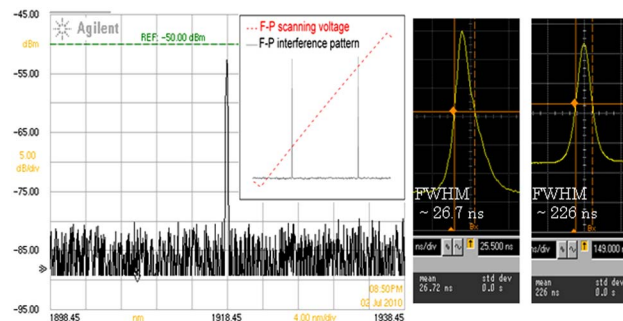 -45.00
dBm
Agilent
REF: -50.00 dBm
-55.00
-65.00
5.00
dB/div
-75.00
-85.00
-95.00
1898.45
nm
1918.45
4.00 nm/div
1938.45
08:50PM
02 Jul 2010
F-P scanning voltage
F-P interference pattern
FWHM
~ 26.7 ns
ns/div
25.500 ns
mean
std dev
26.72 ns
0.0 s
FWHM
~ 226 ns
ns/div
149.000
mean
std dev
226 ns
0.0 s